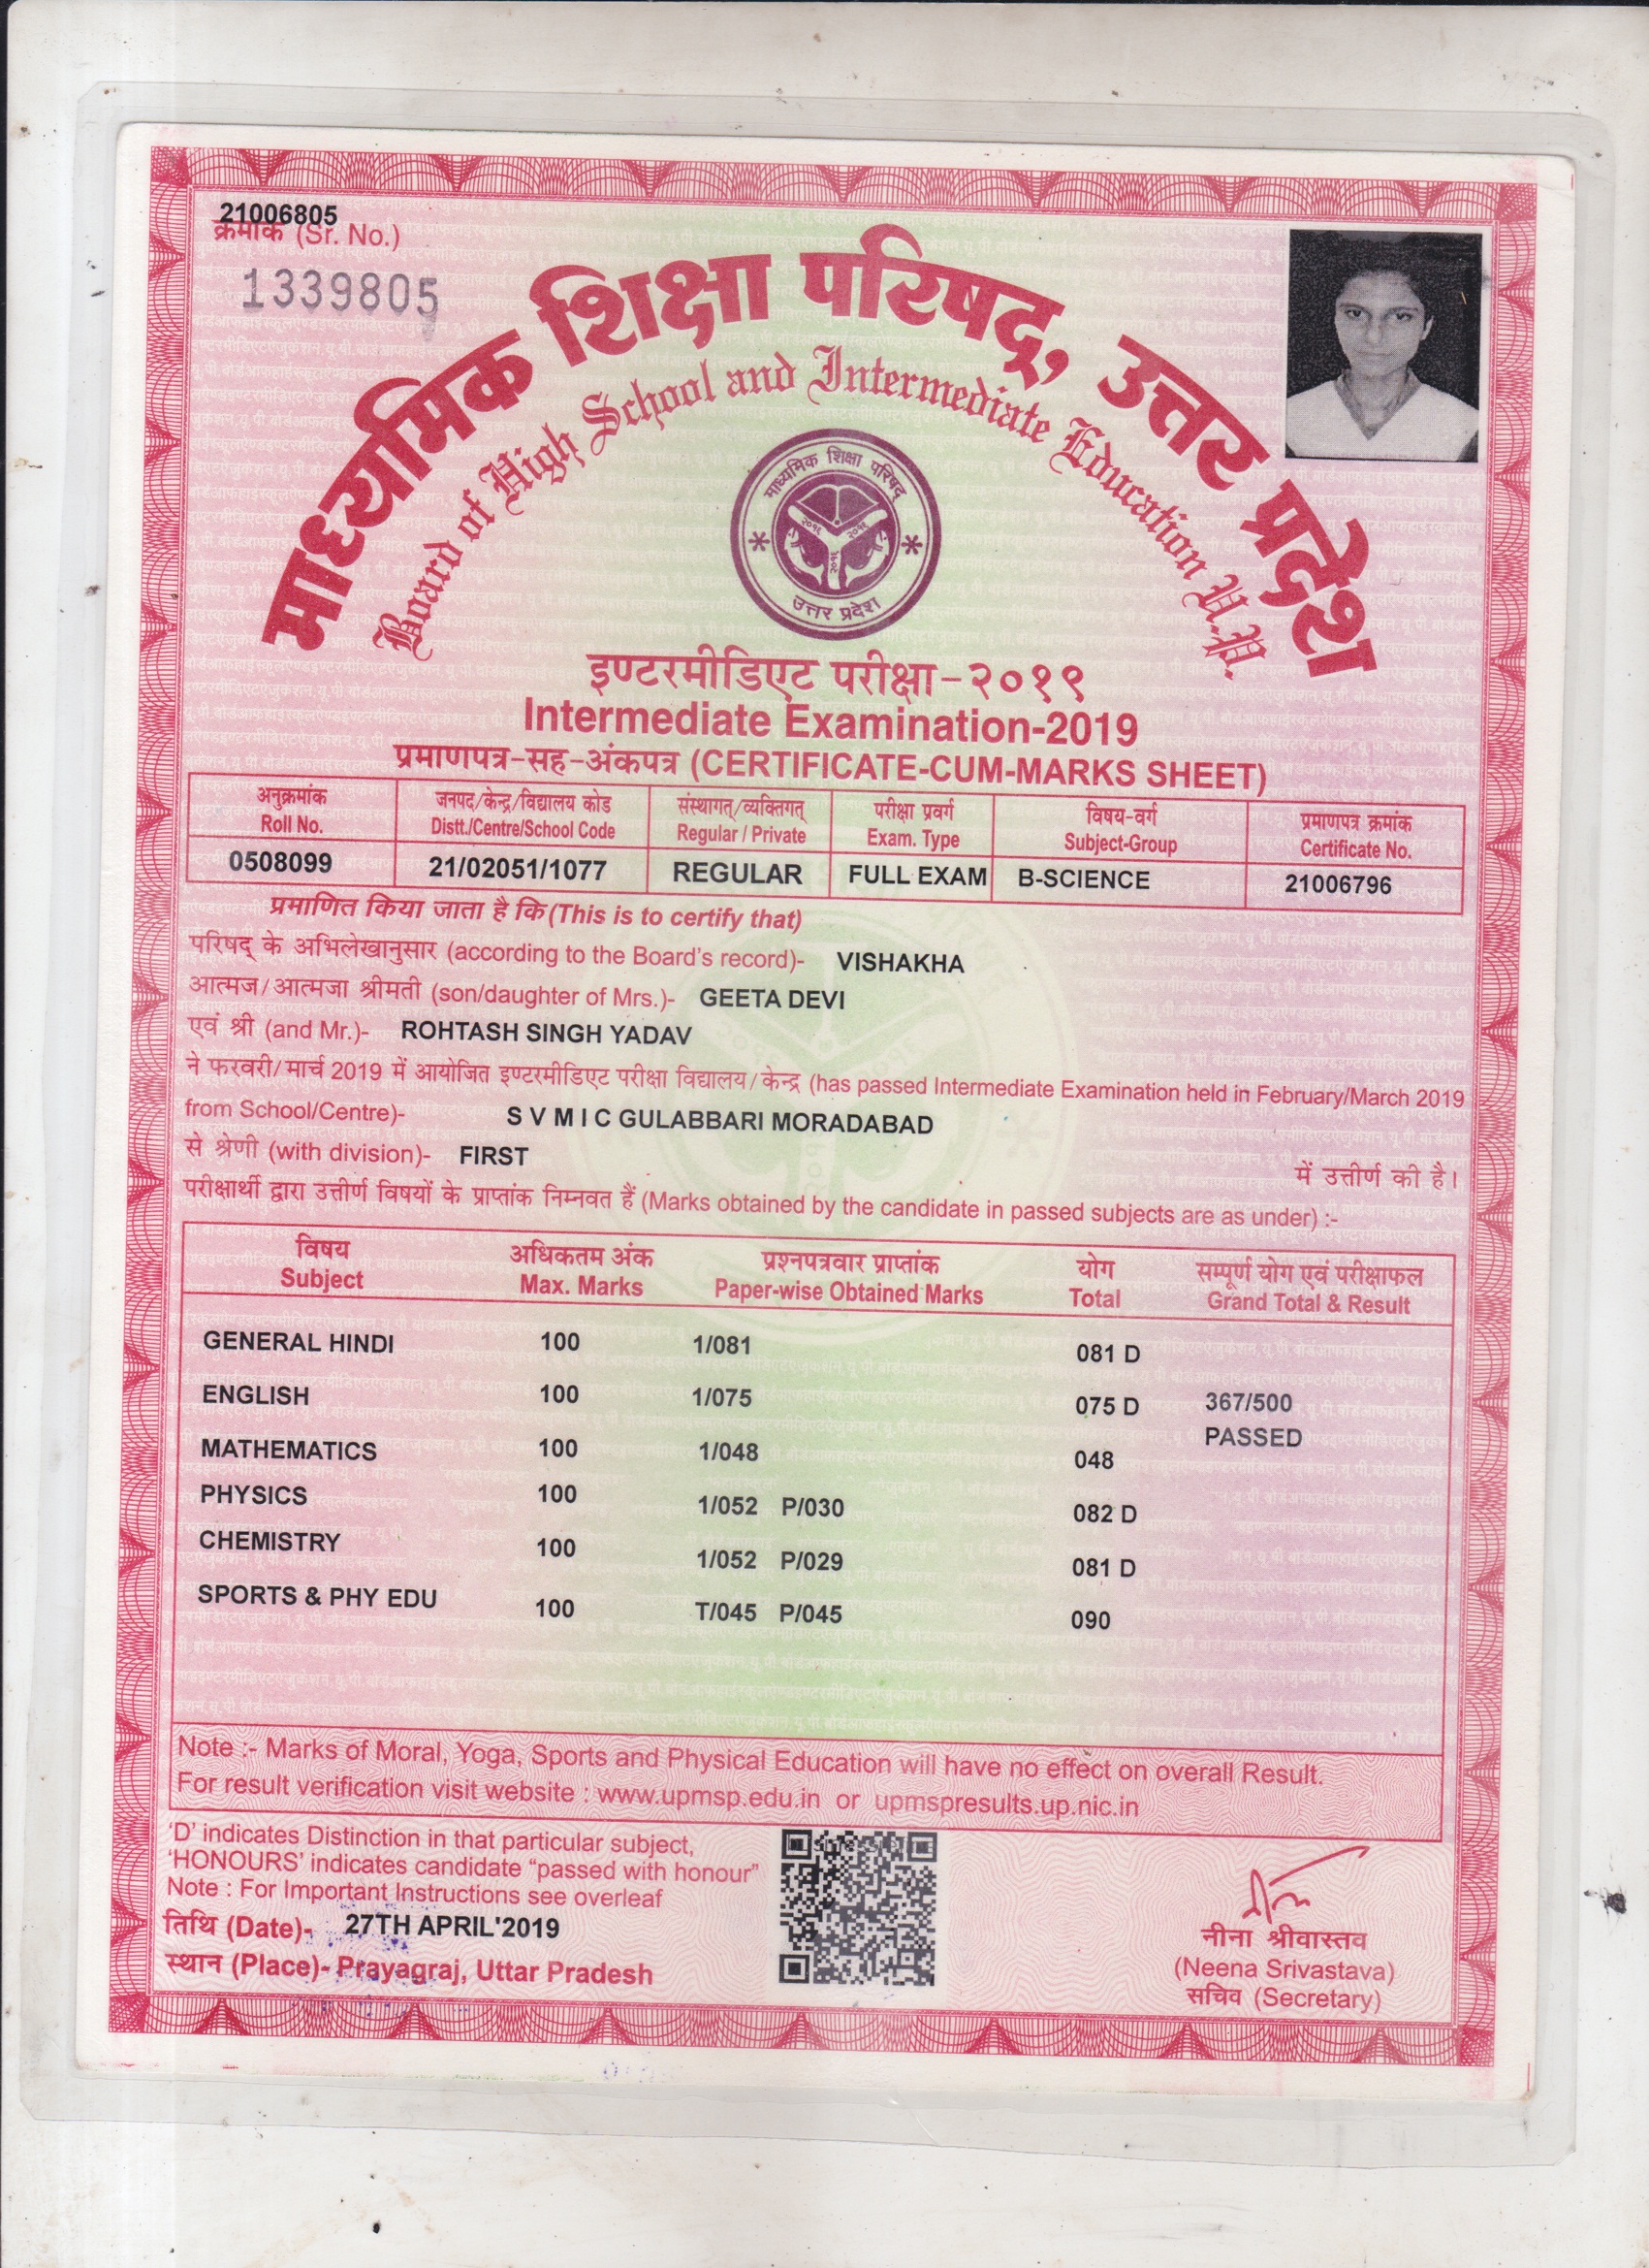 21006805
क्रमांक (Sr. No.)
1339805
माध्यमिक शिक्षा परिषद्, उत्तर प्रदेश
Board of High School and Intermediate Education U.P.
माध्यमिक शिक्षा परिषद्
उत्तर प्रदेश
इण्टरमीडिएट परीक्षा-२०१९
Intermediate Examination-2019
प्रमाणपत्र-सह-अंकपत्र (CERTIFICATE-CUM-MARKS SHEET)
अनुक्रमांक जनपद/केन्द्र/विद्यालय कोड संस्थागत्/व्यक्तिगत् परीक्षा प्रवर्ग विषय-वर्ग प्रमाणपत्र क्रमांक
Roll No. Distt./Centre/School Code Regular / Private Exam. Type Subject-Group Certificate No.
0508099 21/02051/1077 REGULAR FULL EXAM B-SCIENCE 21006796
प्रमाणित किया जाता है कि (This is to certify that)
परिषद् के अभिलेखानुसार (according to the Board's record)- VISHAKHA
आत्मज/आत्मजा श्रीमती (son/daughter of Mrs.)- GEETA DEVI
एवं श्री (and Mr.)- ROHTASH SINGH YADAV
ने फरवरी/मार्च 2019 में आयोजित इण्टरमीडिएट परीक्षा विद्यालय/केन्द्र (has passed Intermediate Examination held in February/March 2019
from School/Centre)- S V M I C GULABBARI MORADABAD
से श्रेणी (with division)- FIRST में उत्तीर्ण की है।
परीक्षार्थी द्वारा उत्तीर्ण विषयों के प्राप्तांक निम्नवत हैं (Marks obtained by the candidate in passed subjects are as under) :-
विषय अधिकतम अंक प्रश्नपत्रवार प्राप्तांक योग सम्पूर्ण योग एवं परीक्षाफल
Subject Max. Marks Paper-wise Obtained Marks Total Grand Total & Result
GENERAL HINDI 100 1/081 081 D
ENGLISH 100 1/075 075 D 367/500
PASSED
MATHEMATICS 100 1/048 048
PHYSICS 100 1/052 P/030 082 D
CHEMISTRY 100 1/052 P/029 081 D
SPORTS & PHY EDU 100 T/045 P/045 090
Note :- Marks of Moral, Yoga, Sports and Physical Education will have no effect on overall Result.
For result verification visit website : www.upmsp.edu.in or upmspresults.up.nic.in
'D' indicates Distinction in that particular subject,
'HONOURS' indicates candidate "passed with honour"
Note : For Important Instructions see overleaf
तिथि (Date)- 27TH APRIL'2019
स्थान (Place)- Prayagraj, Uttar Pradesh
नीना श्रीवास्तव
(Neena Srivastava)
सचिव (Secretary)